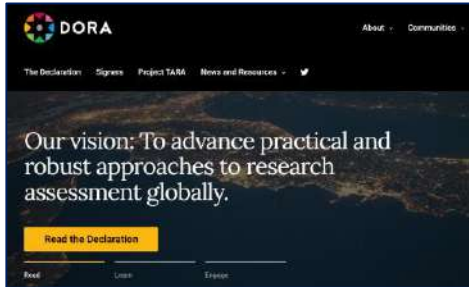 DORA
About Communities
The Declaration Signers Project TARA News and Resources
Our vision: To advance practical and
robust approaches to research
assessment globally.
Read the Declaration
Read Learn Engage